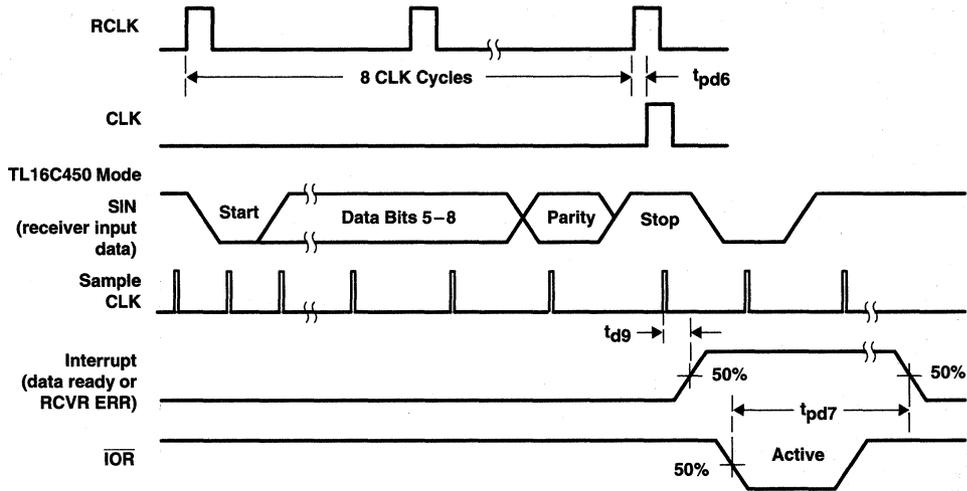 RCLK
8 CLK Cycles
tpd6
CLK
TL16C450 Mode
SIN
(receiver input
data)
Start
Data Bits 5–8
Parity
Stop
Sample
CLK
td9
Interrupt
(data ready or
RCVR ERR)
50%
50%
tpd7
IOR
50%
Active